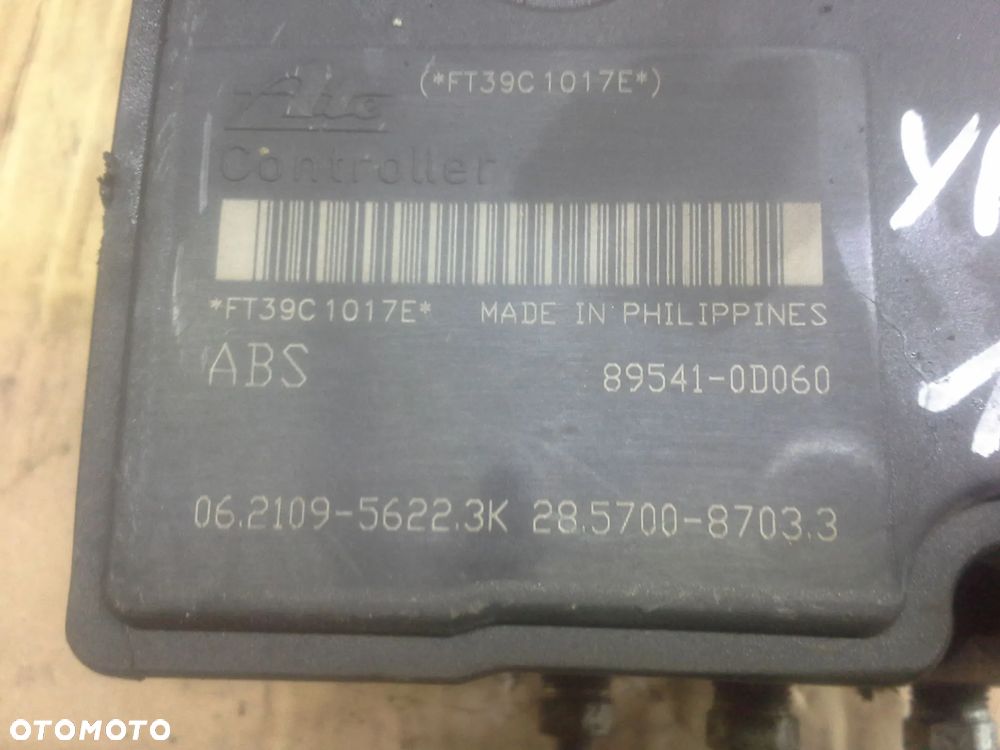 (*FT39C1017E*)
Ate
Controller
*FT39C1017E* MADE IN PHILIPPINES
ABS 89541-0D060
06.2109-5622.3K 28.5700-8703.3
OTOMOTO